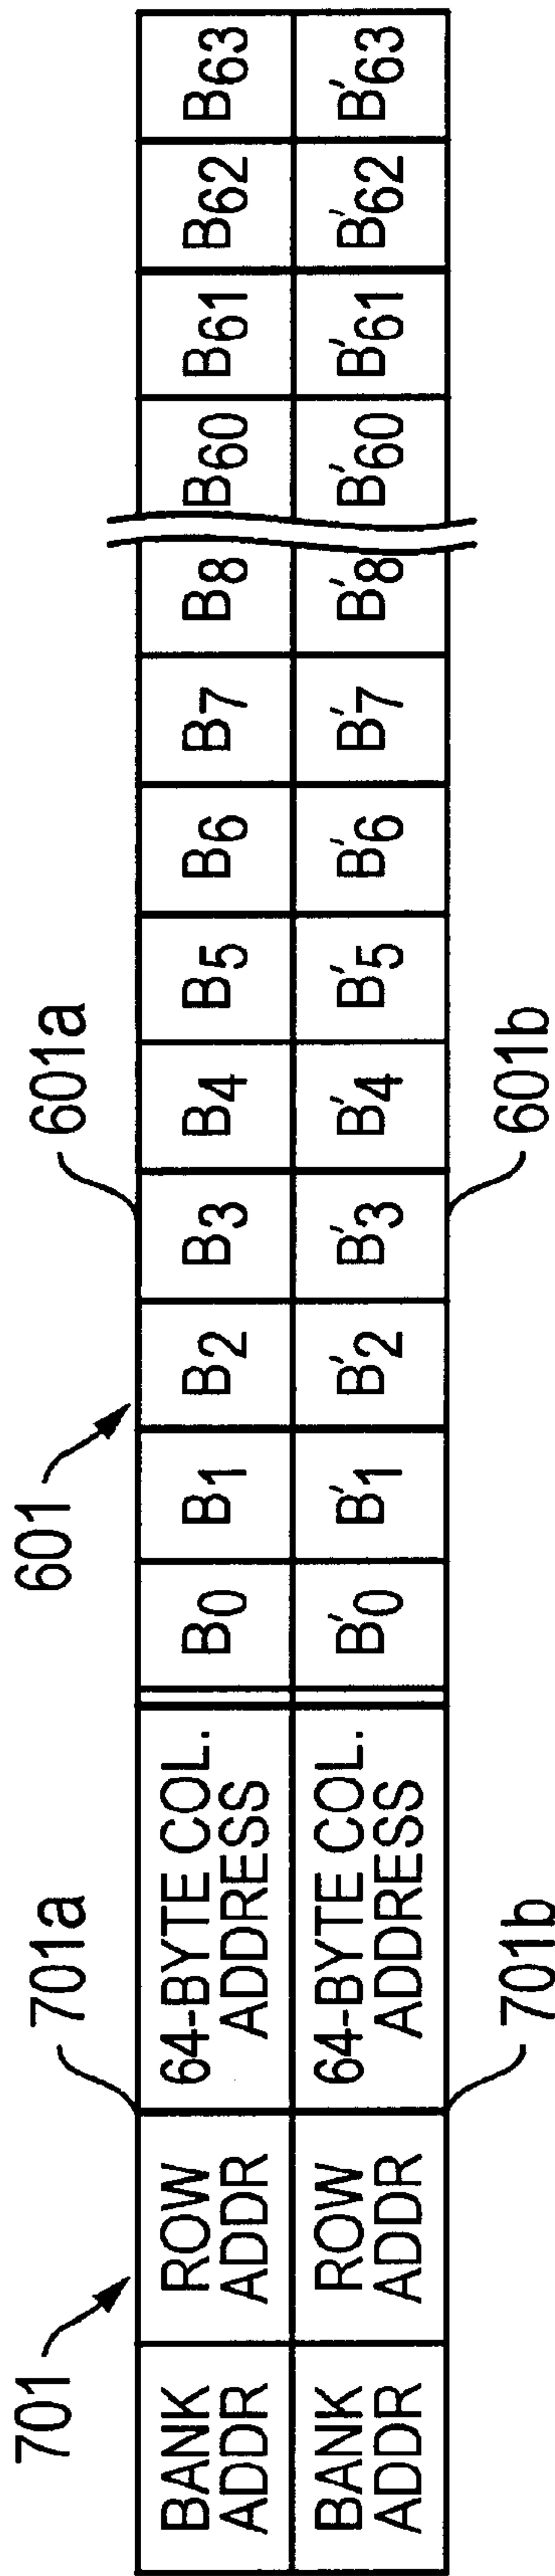 701 701a 601 601a
BANK ADDR ROW ADDR 64-BYTE COL. ADDRESS B0 B1 B2 B3 B4 B5 B6 B7 B8 B60 B61 B62 B63
BANK ADDR ROW ADDR 64-BYTE COL. ADDRESS B'0 B'1 B'2 B'3 B'4 B'5 B'6 B'7 B'8 B'60 B'61 B'62 B'63
701b 601b